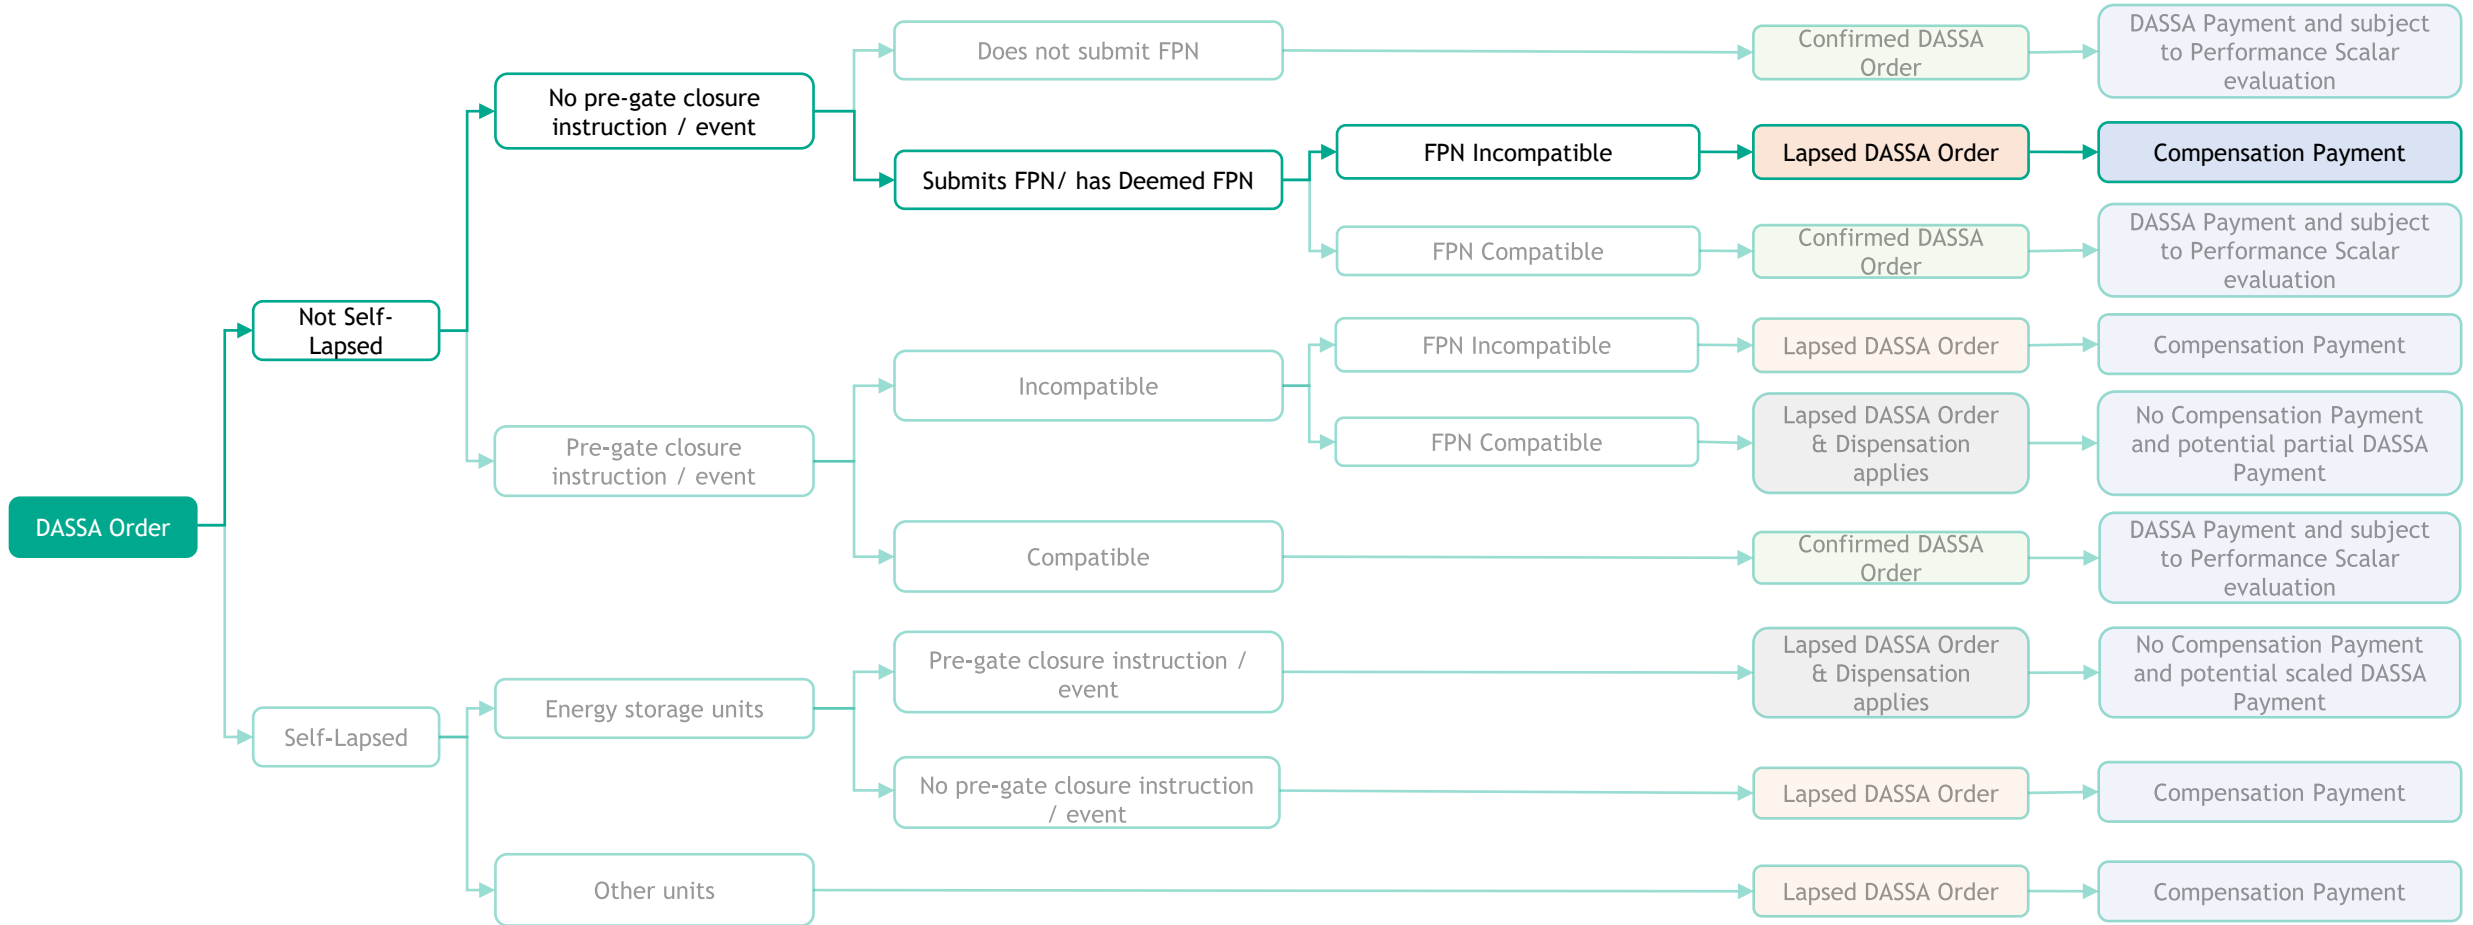 DASSA Order
Not Self-
Lapsed
Self-Lapsed
No pre-gate closure
instruction / event
Pre-gate closure
instruction / event
Energy storage units
Other units
Does not submit FPN
Submits FPN/ has Deemed FPN
Incompatible
Compatible
Pre-gate closure instruction /
event
No pre-gate closure instruction
/ event
FPN Incompatible
FPN Compatible
FPN Incompatible
FPN Compatible
Confirmed DASSA
Order
Lapsed DASSA Order
Confirmed DASSA
Order
Lapsed DASSA Order
Lapsed DASSA Order
& Dispensation
applies
Confirmed DASSA
Order
Lapsed DASSA Order
& Dispensation
applies
Lapsed DASSA Order
Lapsed DASSA Order
DASSA Payment and subject
to Performance Scalar
evaluation
Compensation Payment
DASSA Payment and subject
to Performance Scalar
evaluation
Compensation Payment
No Compensation Payment
and potential partial DASSA
Payment
DASSA Payment and subject
to Performance Scalar
evaluation
No Compensation Payment
and potential scaled DASSA
Payment
Compensation Payment
Compensation Payment